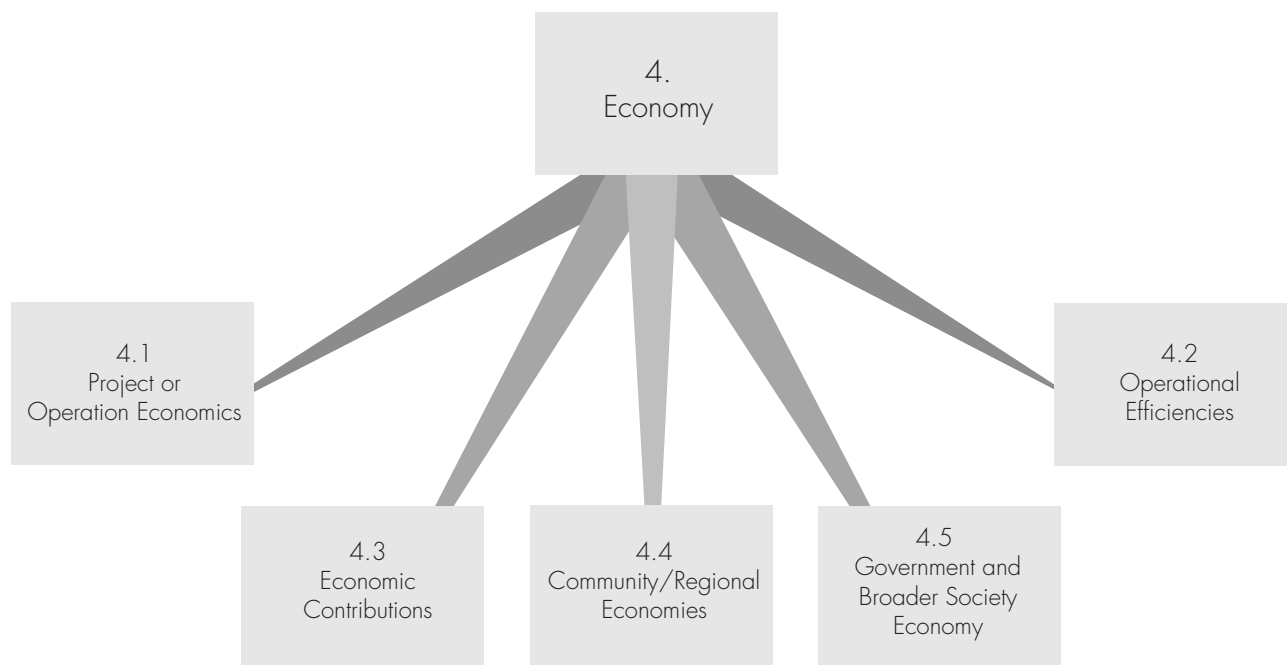 4.
Economy
4.1
Project or
Operation Economics
4.2
Operational
Efficiencies
4.3
Economic
Contributions
4.4
Community/Regional
Economies
4.5
Government and
Broader Society
Economy